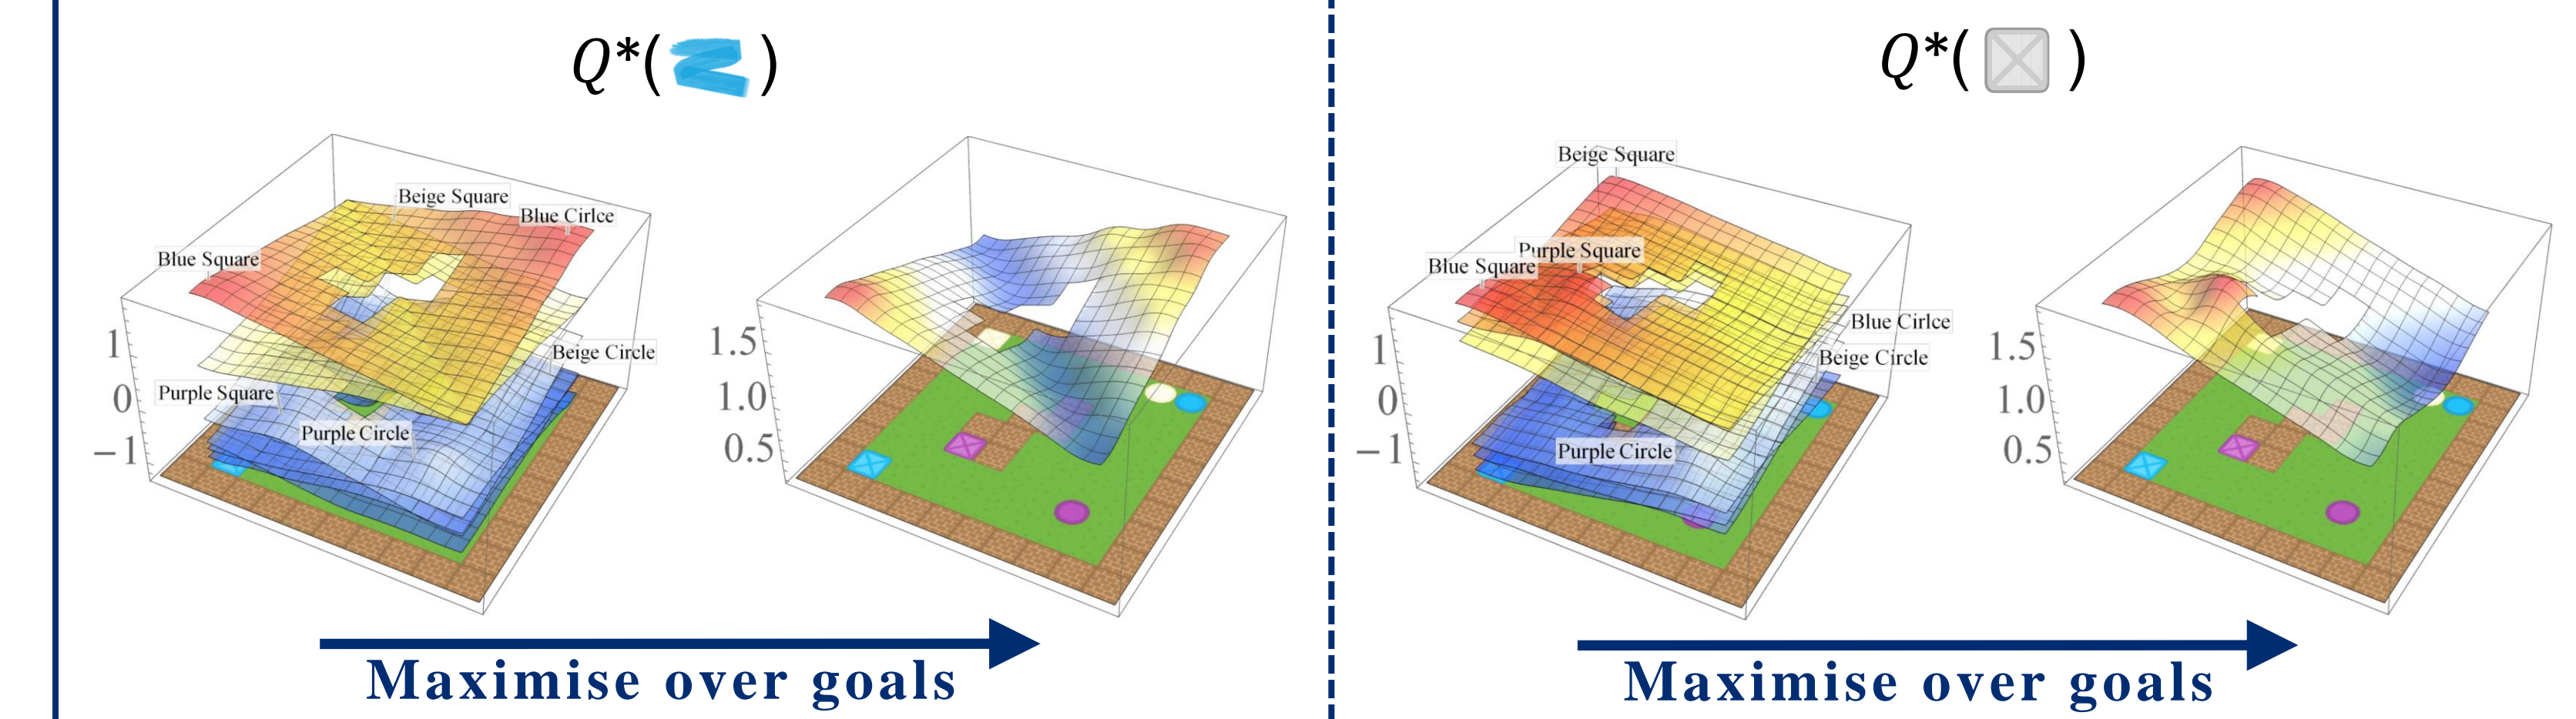 Q*( )
Beige Square
Blue Cirlce
Blue Square
Beige Circle
Purple Square
Purple Circle
1
0
−1
1.5
1.0
0.5
Maximise over goals
Q*( )
Beige Square
Purple Square
Blue Square
Blue Cirlce
Beige Circle
Purple Circle
1
0
−1
1.5
1.0
0.5
Maximise over goals